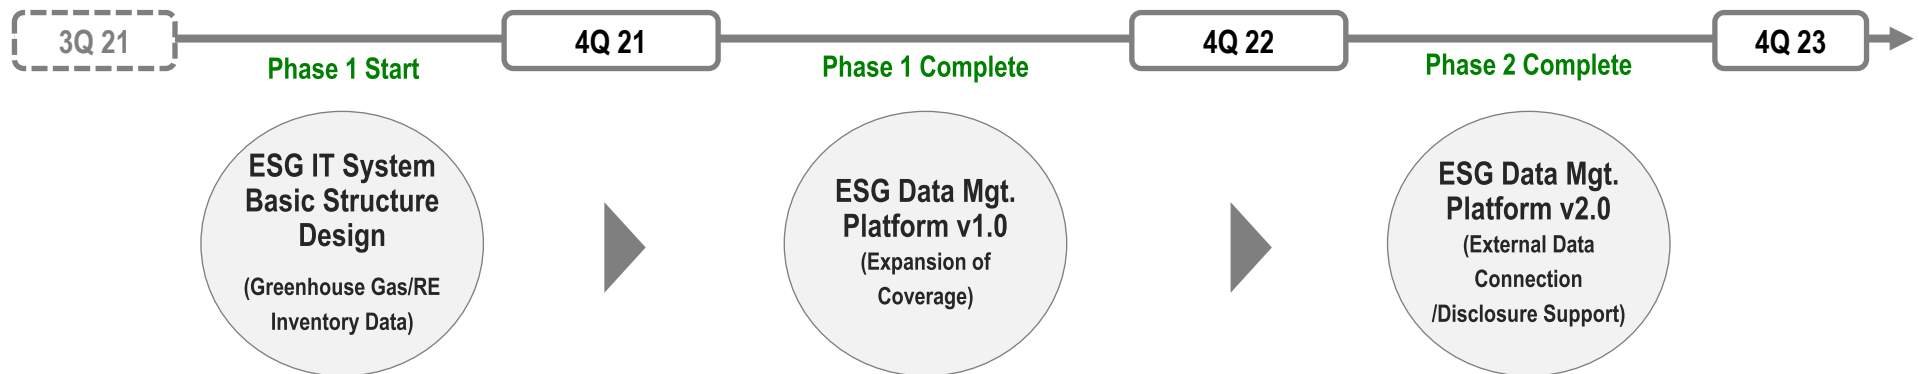 3Q 21
4Q 21
4Q 22
4Q 23
Phase 1 Start
Phase 1 Complete
Phase 2 Complete
ESG IT System
Basic Structure
Design
(Greenhouse Gas/RE
Inventory Data)
ESG Data Mgt.
Platform v1.0
(Expansion of
Coverage)
ESG Data Mgt.
Platform v2.0
(External Data
Connection
/Disclosure Support)